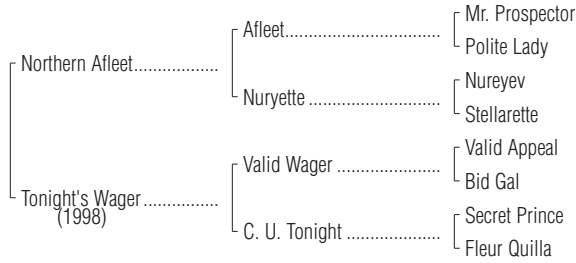 Mr. Prospector
Afleet
Polite Lady
Northern Afleet
Nureyev
Nuryette
Stellarette
Valid Appeal
Valid Wager
Bid Gal
Tonight's Wager
(1998)
Secret Prince
C. U. Tonight
Fleur Quilla